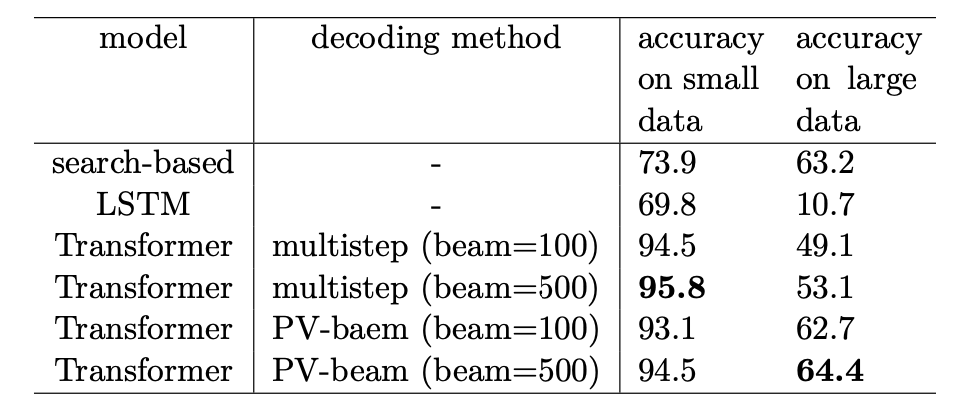 model decoding method accuracy accuracy
on small on large
data data
search-based - 73.9 63.2
LSTM - 69.8 10.7
Transformer multistep (beam=100) 94.5 49.1
Transformer multistep (beam=500) 95.8 53.1
Transformer PV-baem (beam=100) 93.1 62.7
Transformer PV-beam (beam=500) 94.5 64.4